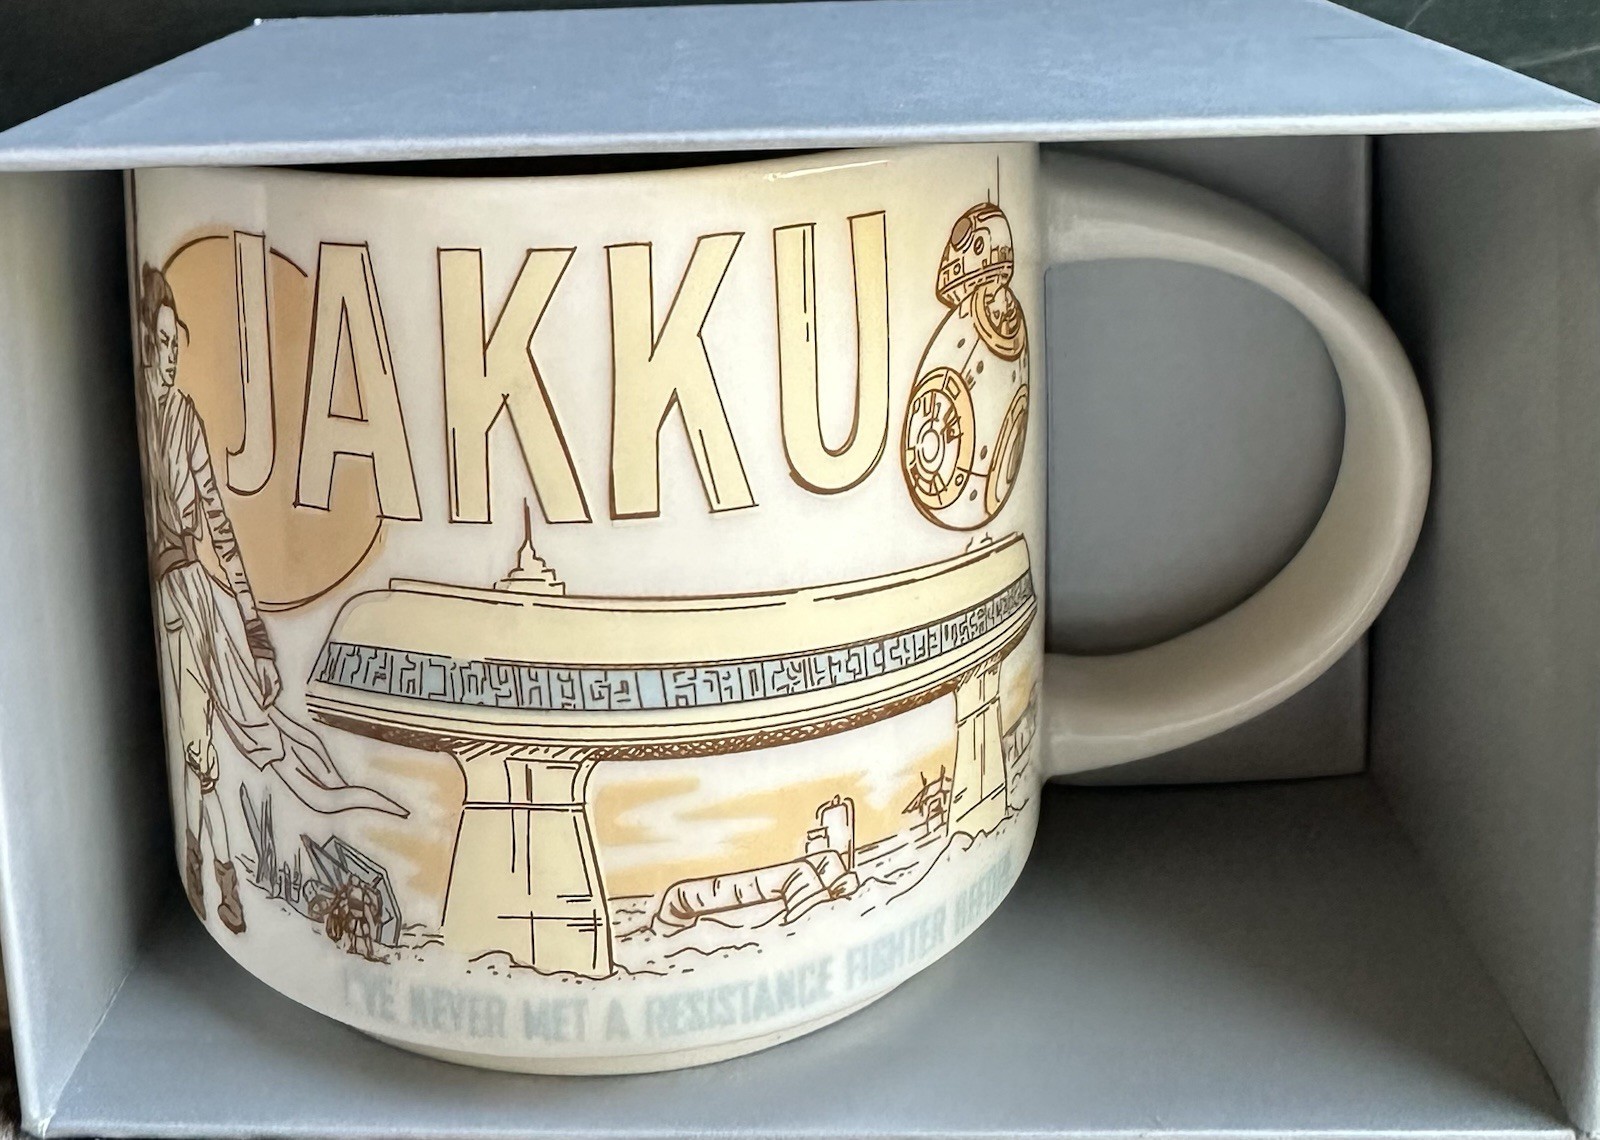 JAKKU
I'VE NEVER MET A RESISTANCE FIGHTER BEFORE